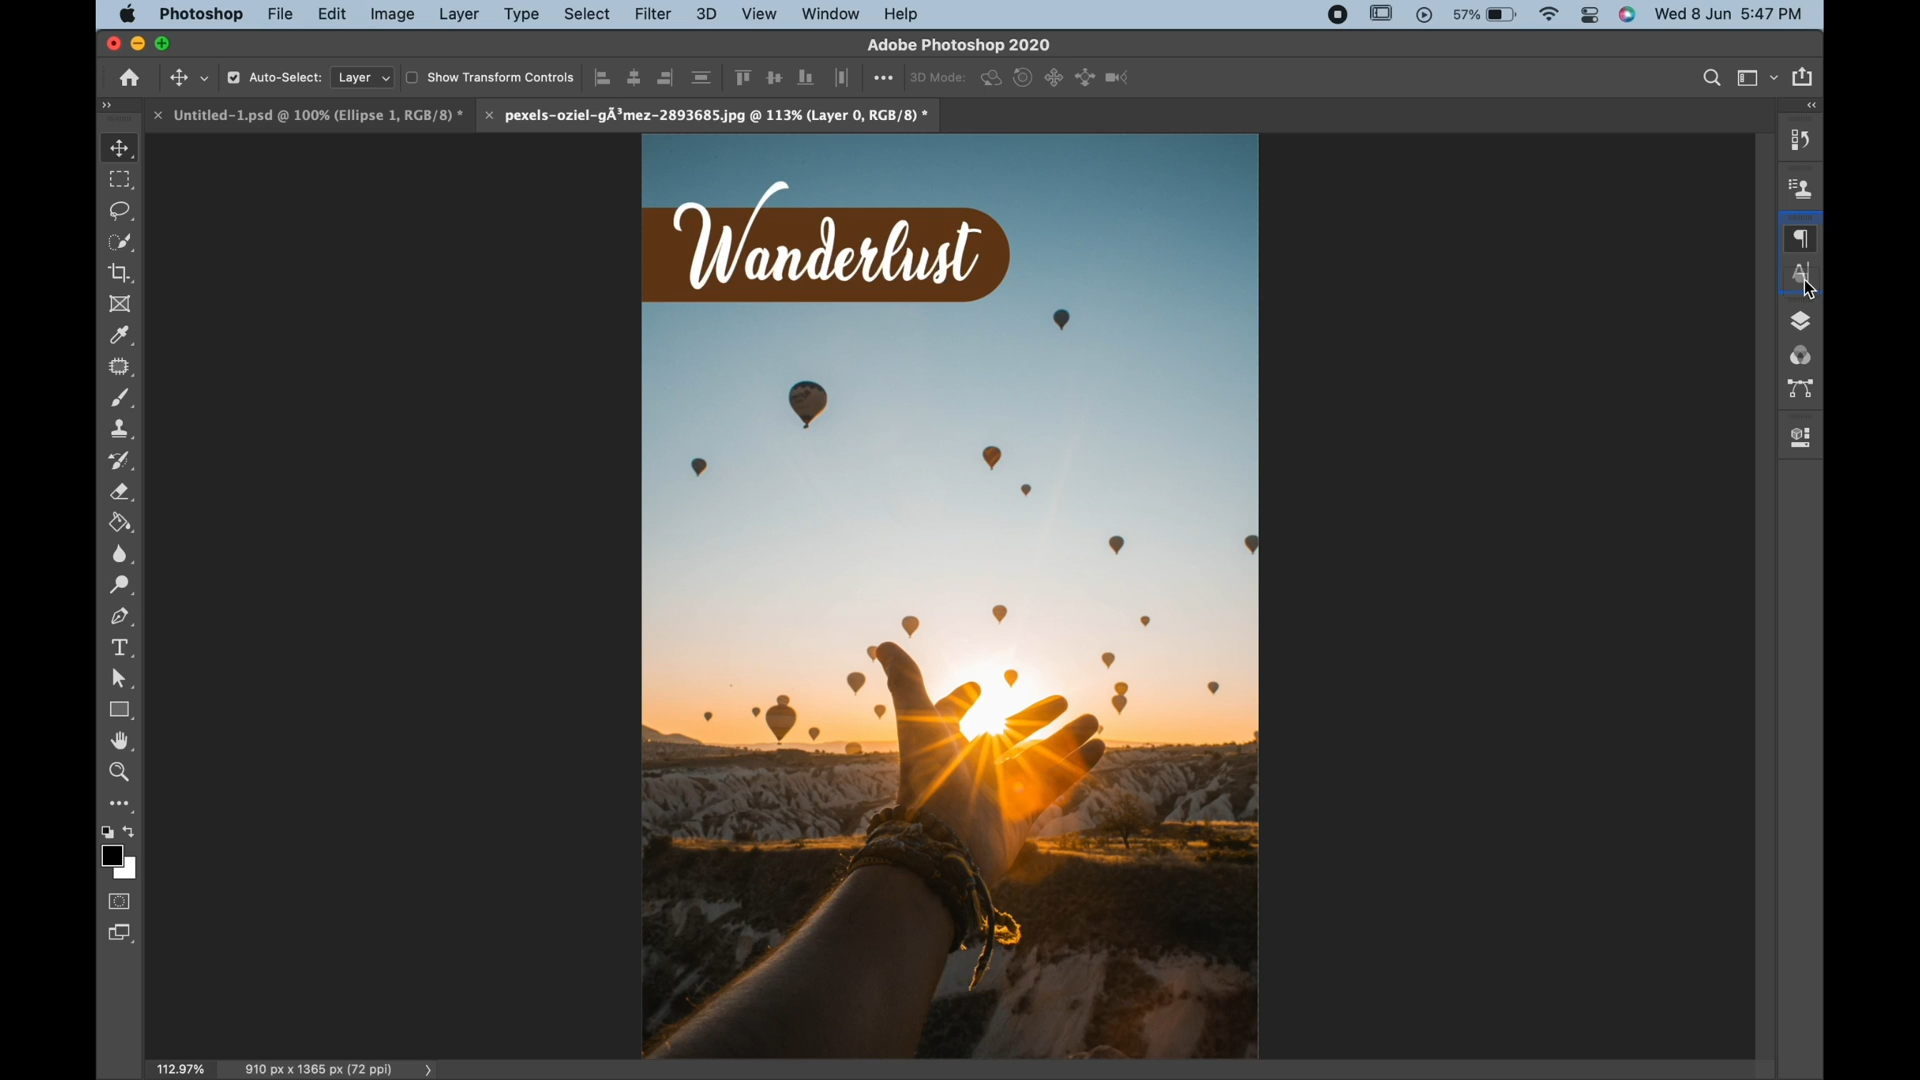 Photoshop File Edit Image Layer Type Select Filter 3D View Window Help 57% Wed 8 Jun 5:47 PM
Adobe Photoshop 2020
Auto-Select: Layer Show Transform Controls 3D Mode:
Untitled-1.psd @ 100% (Ellipse 1, RGB/8) * pexels-oziel-gÃ³mez-2893685.jpg @ 113% (Layer 0, RGB/8) *
Wanderlust
112.97% 910 px x 1365 px (72 ppi)